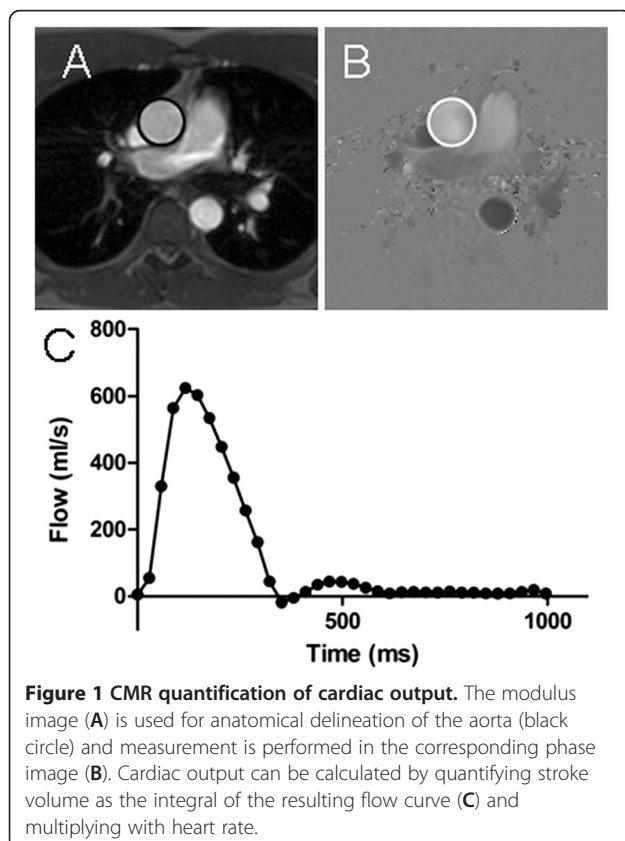 A
B
C
800
600
400
200
0
Flow (ml/s)
500
1000
Time (ms)
Figure 1 CMR quantification of cardiac output. The modulus
image (A) is used for anatomical delineation of the aorta (black
circle) and measurement is performed in the corresponding phase
image (B). Cardiac output can be calculated by quantifying stroke
volume as the integral of the resulting flow curve (C) and
multiplying with heart rate.